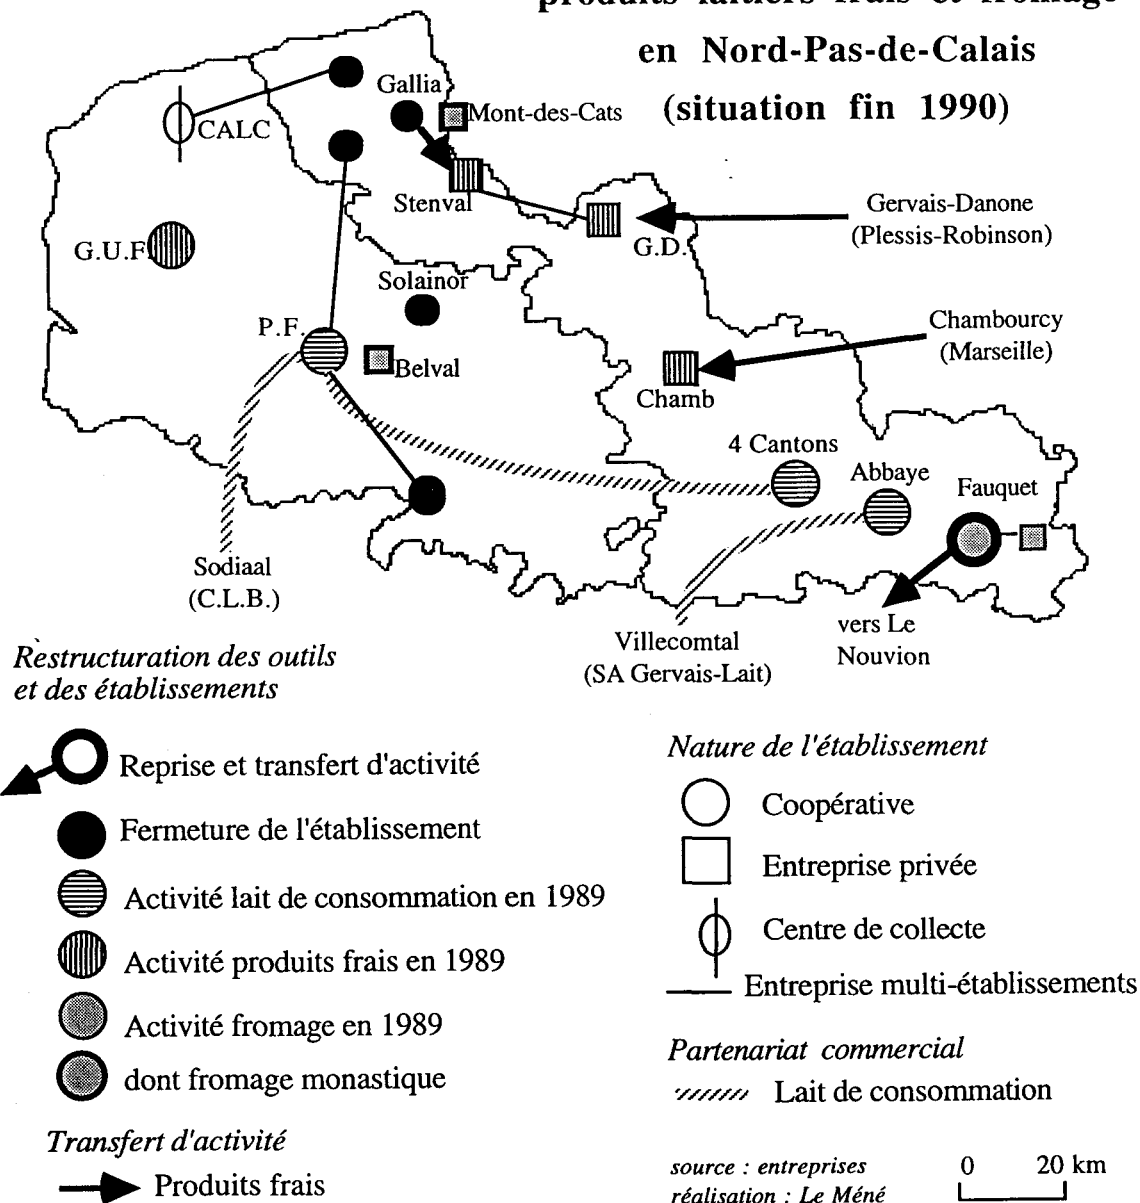 produits laitiers frais et fromage
en Nord-Pas-de-Calais
(situation fin 1990)
Gallia
Mont-des-Cats
CALC
Stenval
Gervais-Danone
(Plessis-Robinson)
G.U.F.
G.D.
Solainor
P.F.
Belval
Chambourcy
(Marseille)
Chamb
4 Cantons
Abbaye
Fauquet
Sodiaal
(C.L.B.)
Villecomtal
(SA Gervais-Lait)
vers Le
Nouvion
Restructuration des outils
et des établissements
Reprise et transfert d'activité
Fermeture de l'établissement
Activité lait de consommation en 1989
Activité produits frais en 1989
Activité fromage en 1989
dont fromage monastique
Transfert d'activité
Produits frais
Nature de l'établissement
Coopérative
Entreprise privée
Centre de collecte
Entreprise multi-établissements
Partenariat commercial
Lait de consommation
source : entreprises
réalisation : Le Méné
0 20 km